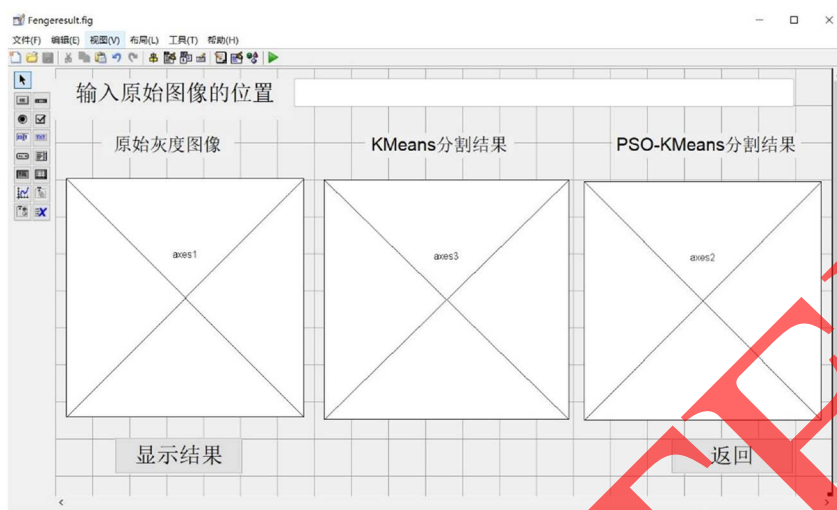 Fengeresult.fig
文件(F) 编辑(E) 视图(V) 布局(L) 工具(T) 帮助(H)
输入原始图像的位置
原始灰度图像 KMeans分割结果 PSO-KMeans分割结果
axes1 axes3 axes2
显示结果 返回